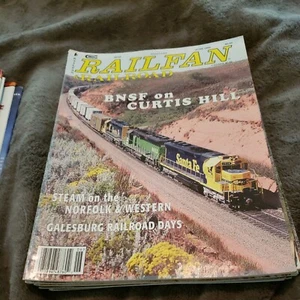 RAILFAN
RAILROAD
BNSF on
CURTIS HILL
Santa Fe
STEAM on the
NORFOLK & WESTERN
GALESBURG RAILROAD DAYS